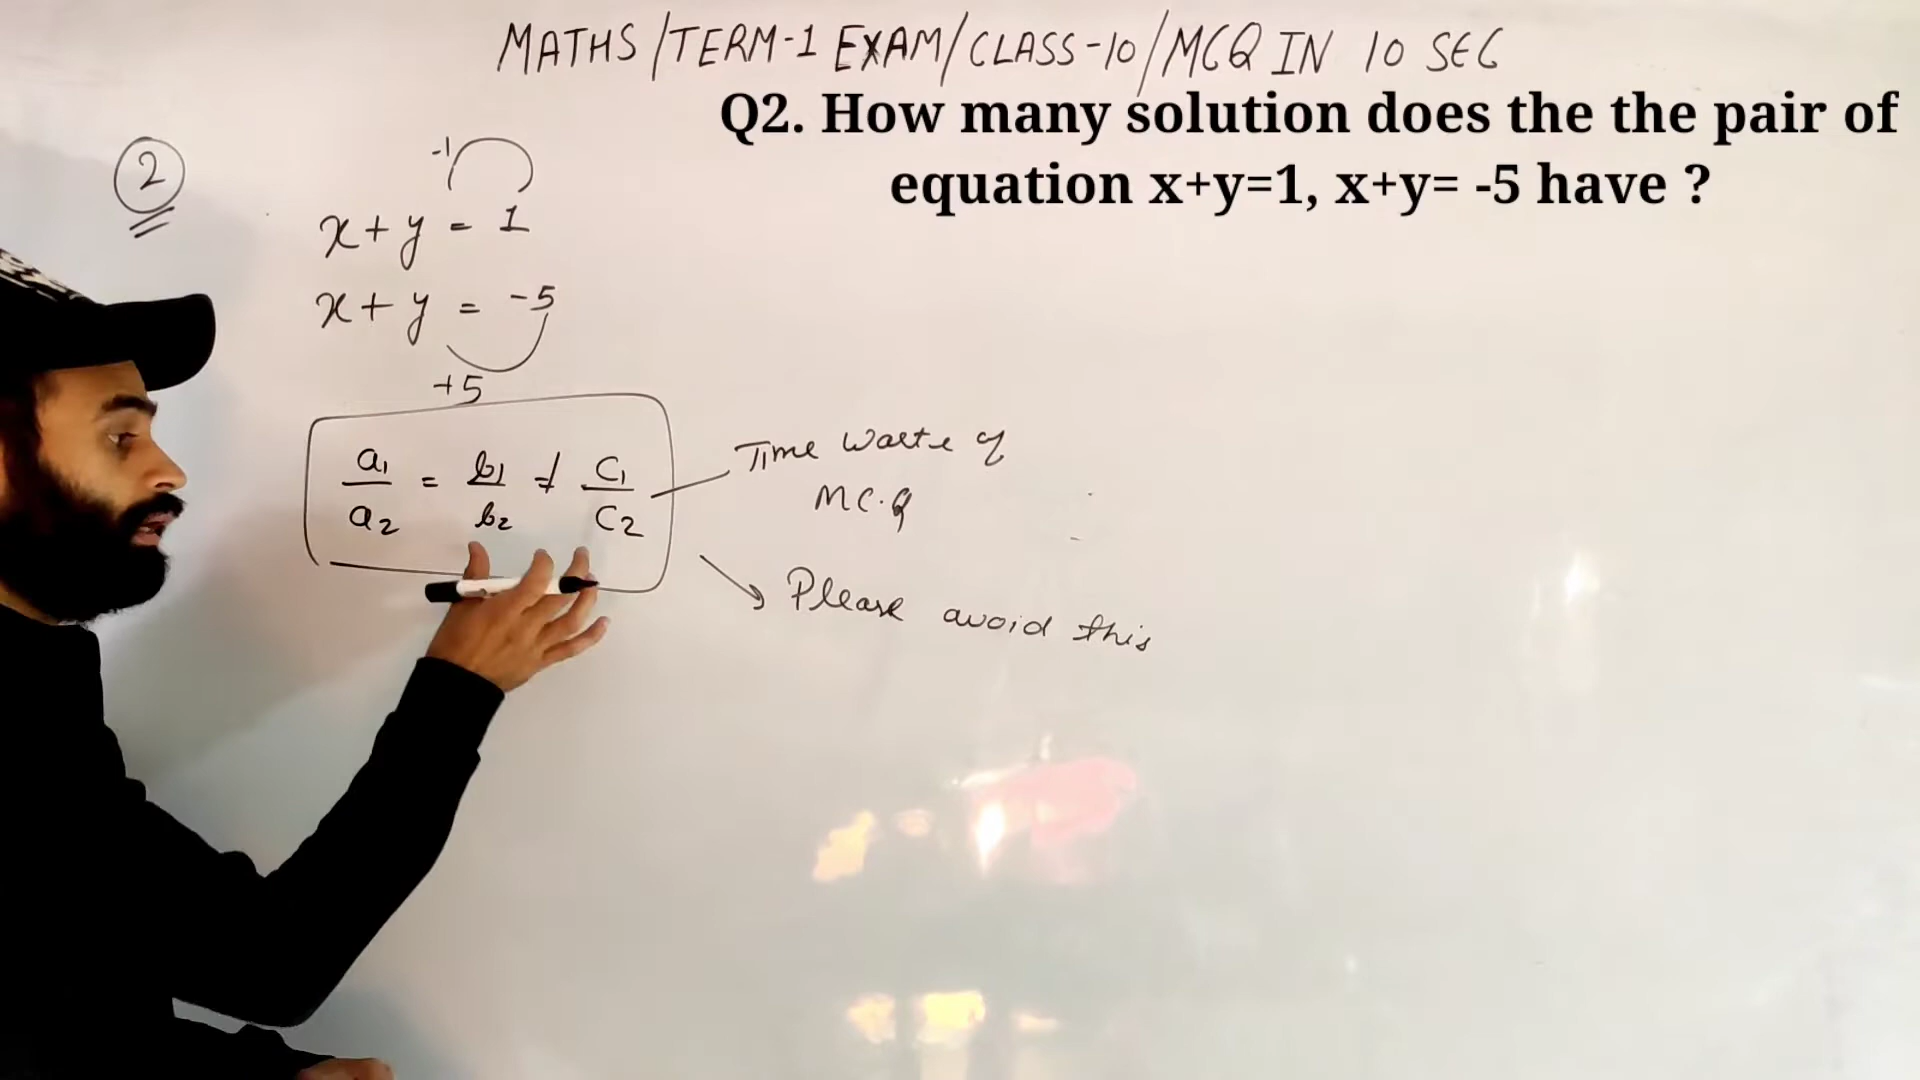 MATHS/TERM-1 EXAM/CLASS-10/MCQ IN 10 SEC
Q2. How many solution does the the pair of
equation x+y=1, x+y= -5 have ?
2
-1
x+y = 1
x+y = -5
+5
a₁/a₂ = b₁/b₂ ≠ c₁/c₂
Time Waste of
MC.Q
Please avoid this